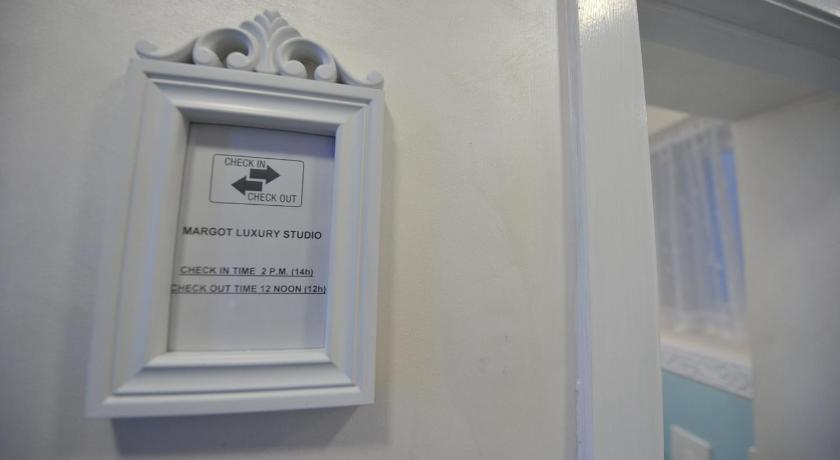 CHECK IN
CHECK OUT
MARGOT LUXURY STUDIO
CHECK IN TIME 2 P.M. (14h)
CHECK OUT TIME 12 NOON (12h)